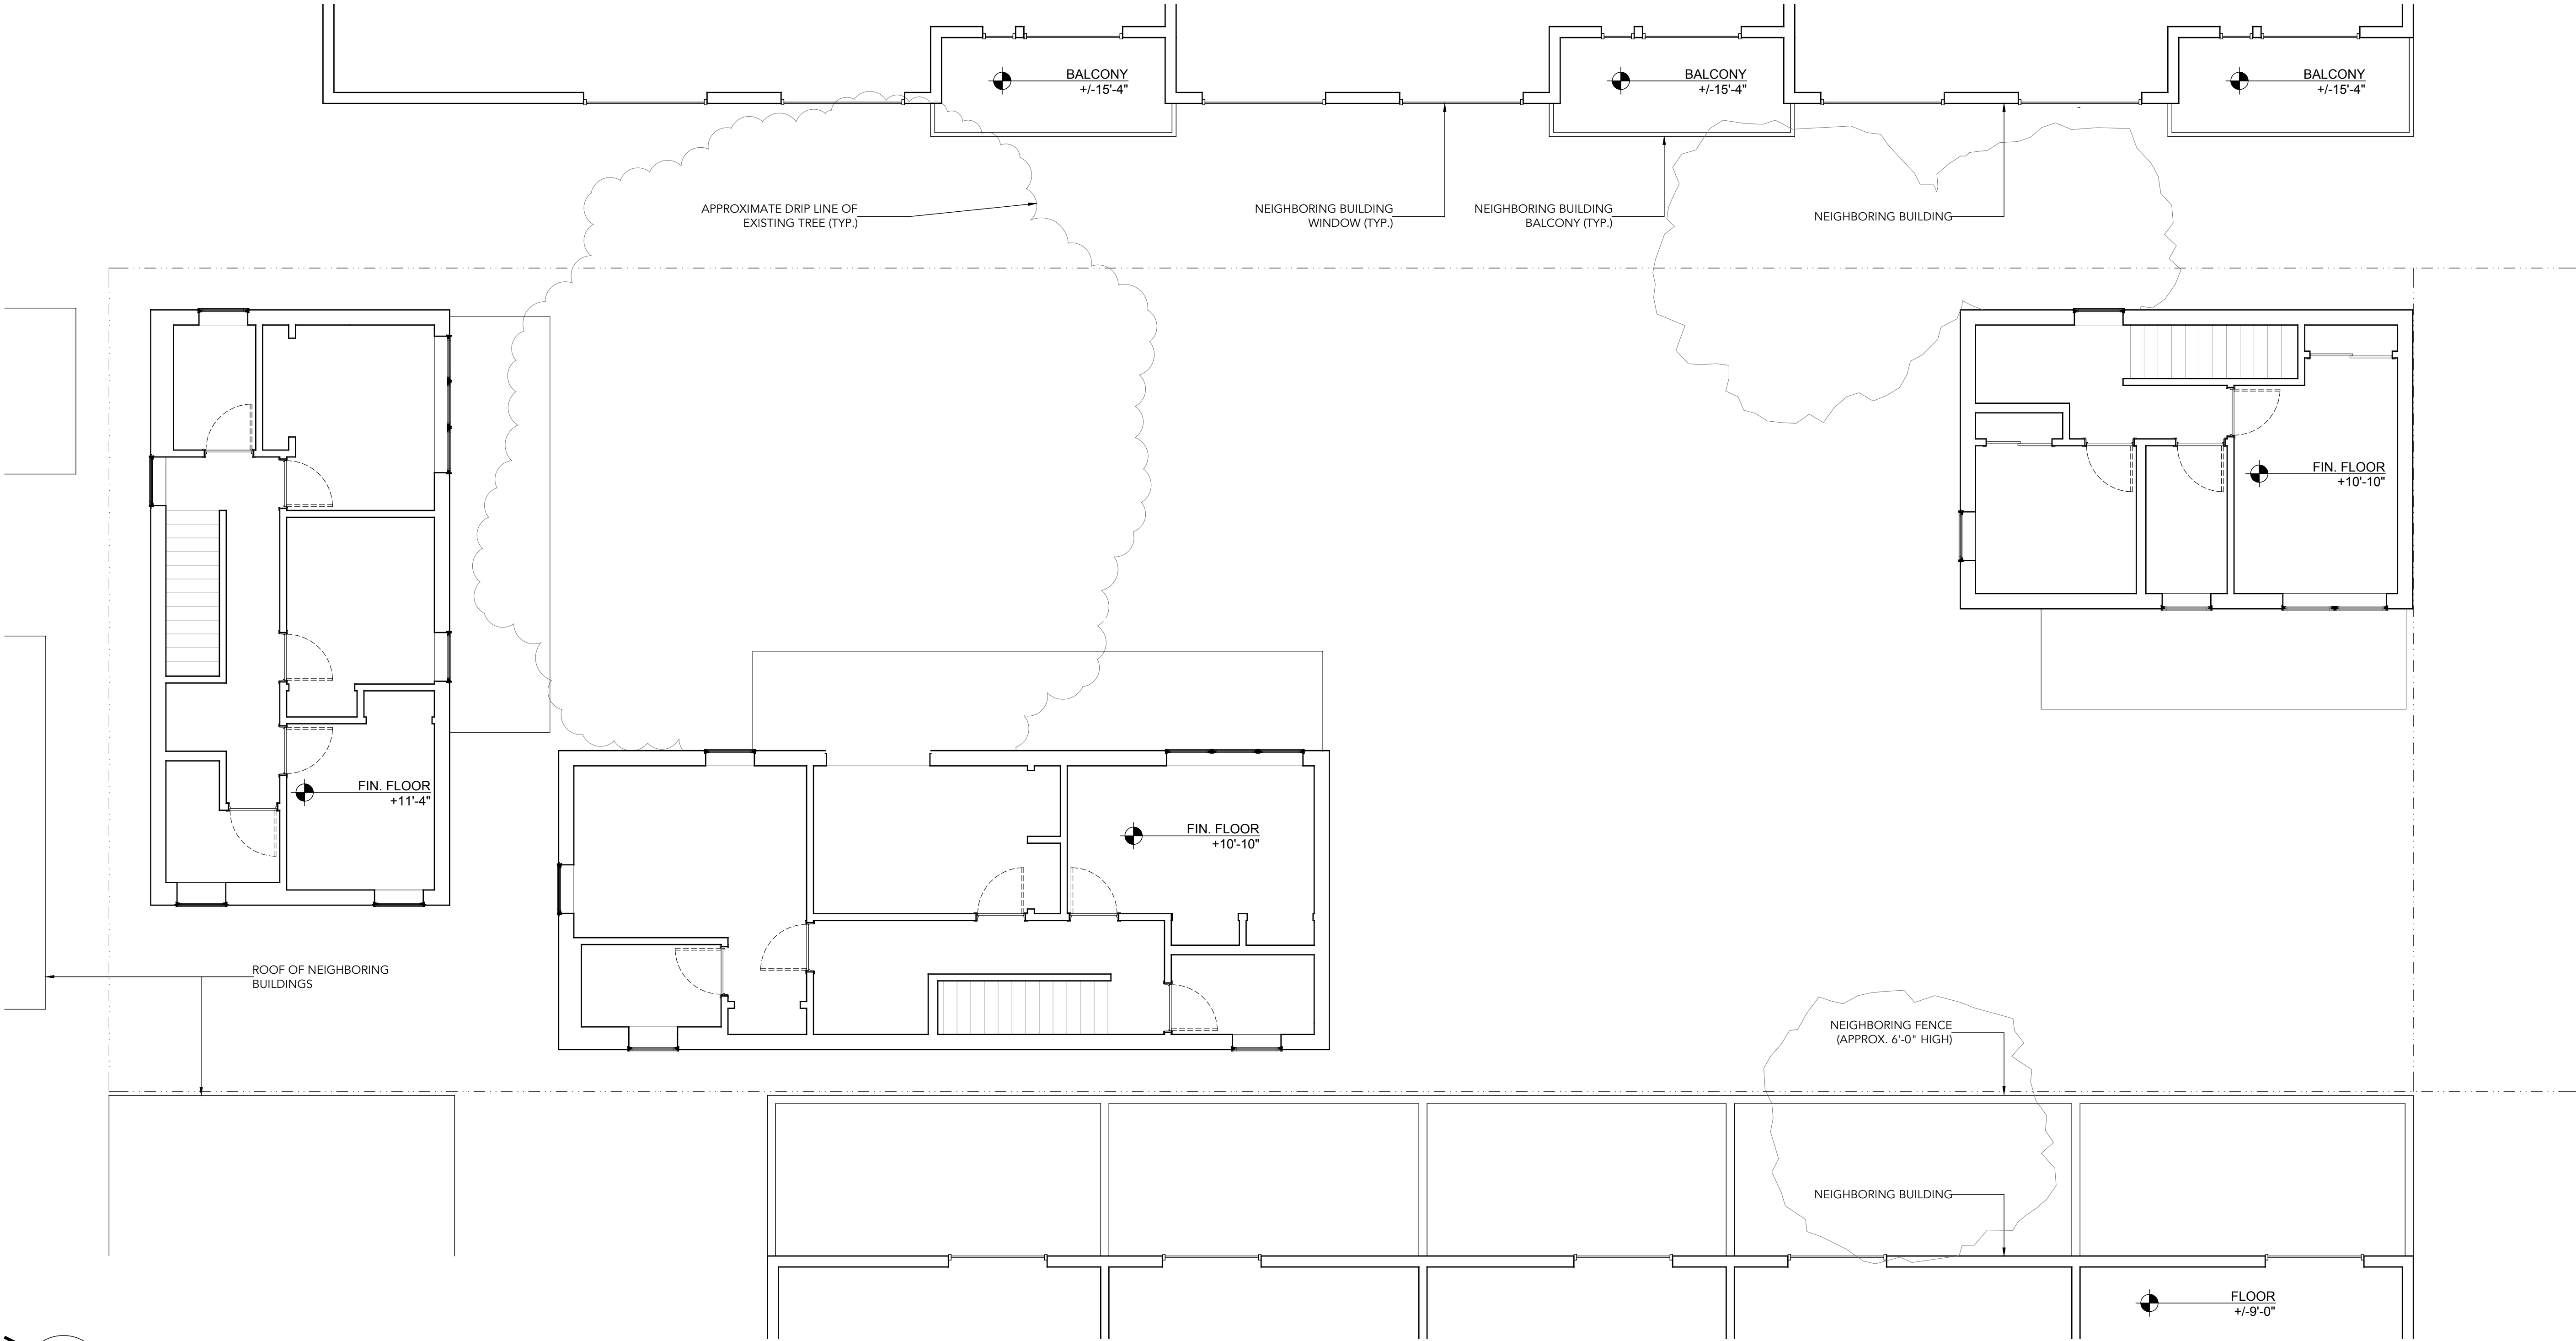 BALCONY
+/-15'-4"
BALCONY
+/-15'-4"
BALCONY
+/-15'-4"
APPROXIMATE DRIP LINE OF
EXISTING TREE (TYP.)
NEIGHBORING BUILDING
WINDOW (TYP.)
NEIGHBORING BUILDING
BALCONY (TYP.)
NEIGHBORING BUILDING
FIN. FLOOR
+10'-10"
FIN. FLOOR
+11'-4"
FIN. FLOOR
+10'-10"
ROOF OF NEIGHBORING
BUILDINGS
NEIGHBORING FENCE
(APPROX. 6'-0" HIGH)
NEIGHBORING BUILDING
FLOOR
+/-9'-0"